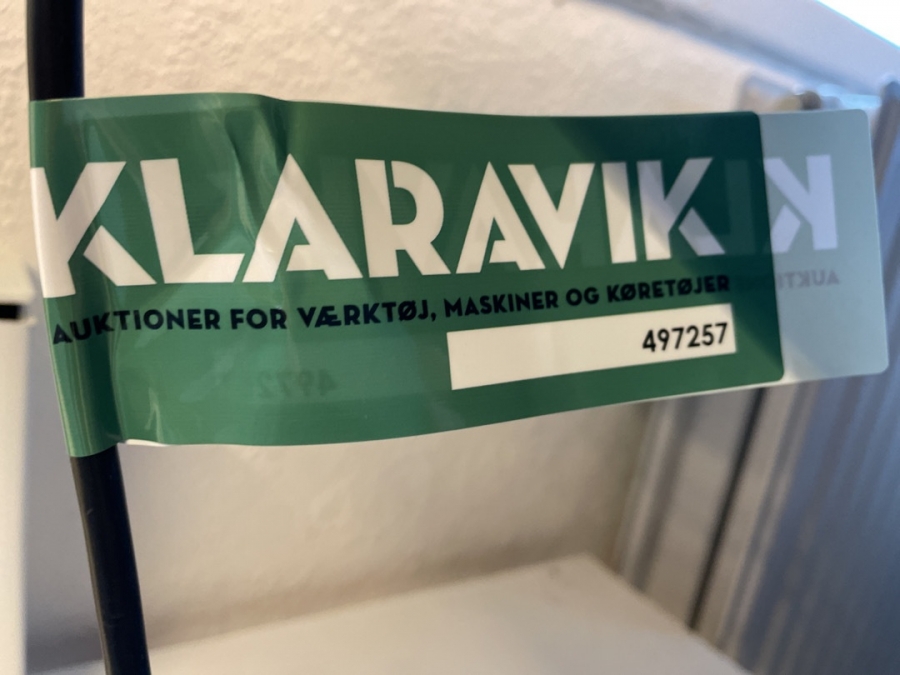 KLARAVIK
AUKTIONER FOR VÆRKTØJ, MASKINER OG KØRETØJER
497257